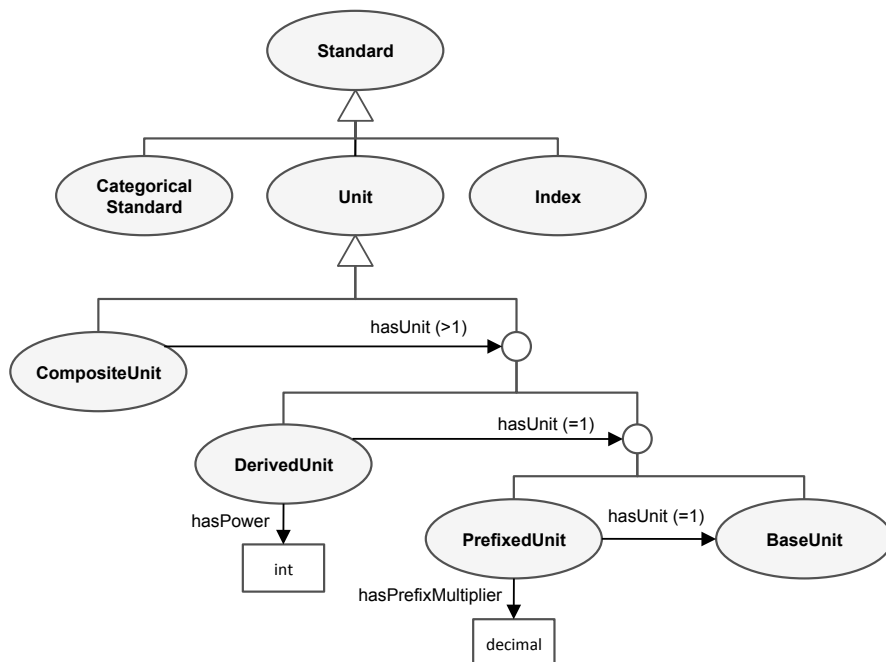 Standard
Categorical
Standard
Unit
Index
hasUnit (>1)
CompositeUnit
hasUnit (=1)
DerivedUnit
hasPower
hasUnit (=1)
PrefixedUnit
BaseUnit
int
hasPrefixMultiplier
decimal